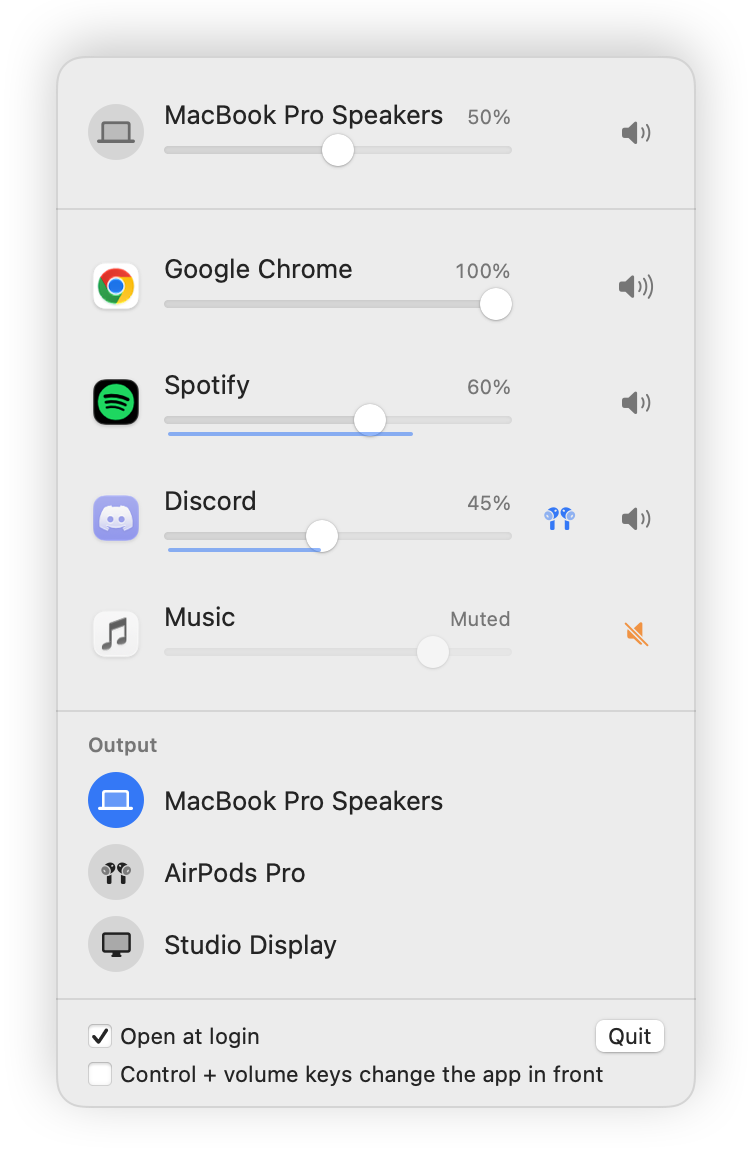 MacBook Pro Speakers 50%
Google Chrome 100%
Spotify 60%
Discord 45%
Music Muted
Output
MacBook Pro Speakers
AirPods Pro
Studio Display
Open at login Quit
Control + volume keys change the app in front